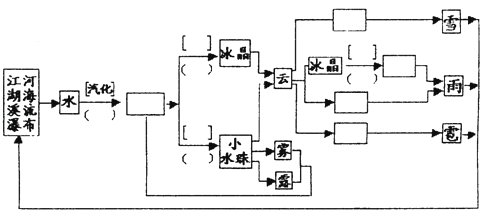 江湖溪瀑
河海流布
水
[汽化]
(    )
[    ]
(    )
冰晶
[    ]
(    )
小水珠
雾
露
云
冰晶
[    ]
(    )
雪
雨
雹